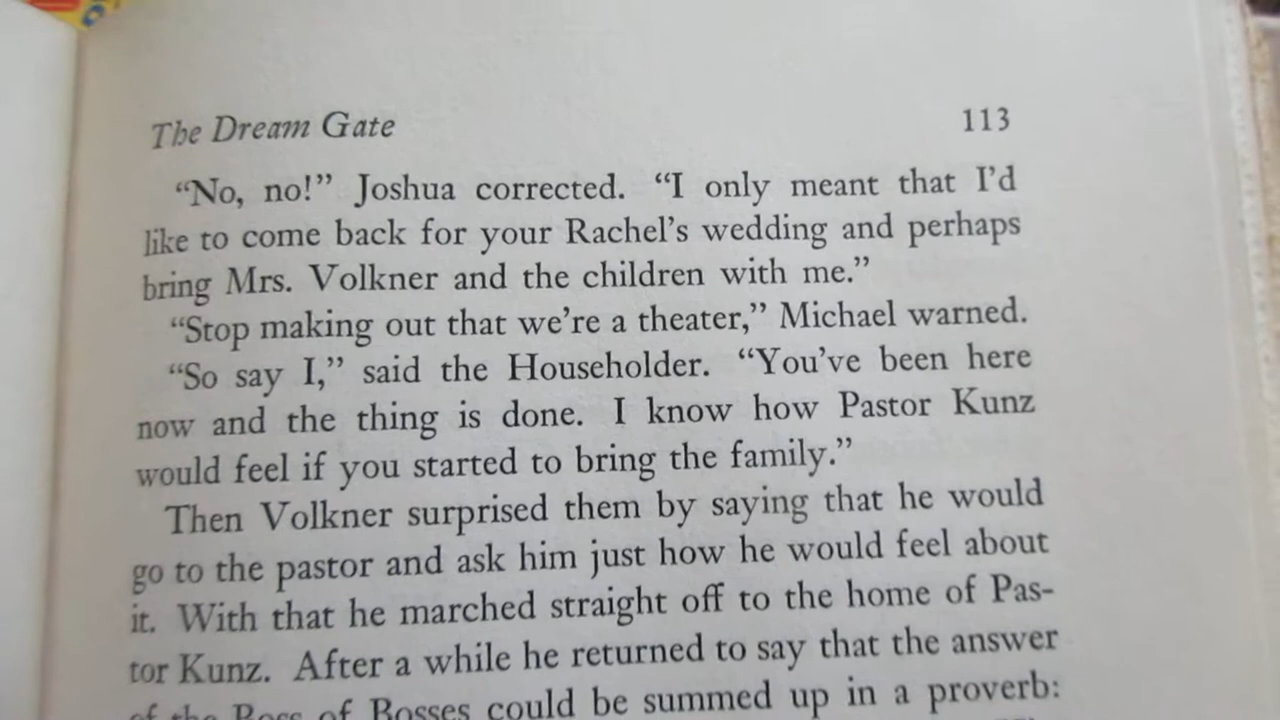 The Dream Gate 113
“No, no!” Joshua corrected. “I only meant that I’d
like to come back for your Rachel’s wedding and perhaps
bring Mrs. Volkner and the children with me.”
“Stop making out that we’re a theater,” Michael warned.
“So say I,” said the Householder. “You’ve been here
now and the thing is done. I know how Pastor Kunz
would feel if you started to bring the family.”
Then Volkner surprised them by saying that he would
go to the pastor and ask him just how he would feel about
it. With that he marched straight off to the home of Pas-
tor Kunz. After a while he returned to say that the answer
of the Boss of Bosses could be summed up in a proverb: